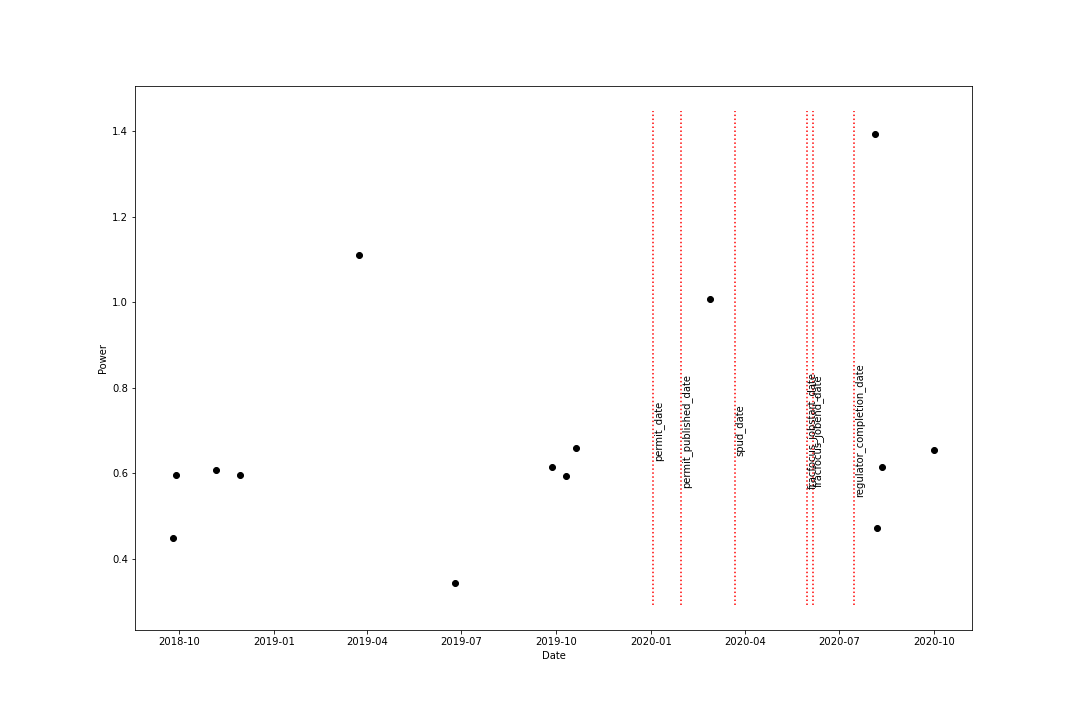 1.4
1.2
1.0
0.8
0.6
0.4
Power
permit_date
permit_published_date
spud_date
fracfocus_jobstart_date
fracfocus_jobend_date
regulator_completion_date
2018-10
2019-01
2019-04
2019-07
2019-10
2020-01
2020-04
2020-07
2020-10
Date